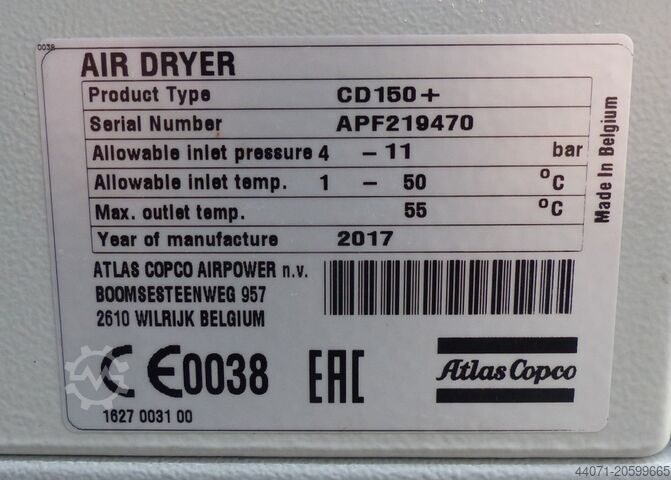 0038
AIR DRYER
Product Type CD150+
Serial Number APF219470
Allowable inlet pressure 4 - 11 bar
Allowable inlet temp. 1 - 50 °C
Max. outlet temp. 55 °C
Year of manufacture 2017
Made In Belgium
ATLAS COPCO AIRPOWER n.v.
BOOMSESTEENWEG 957
2610 WILRIJK BELGIUM
CE0038 EAC Atlas Copco
1627 0031 00
44071-20599665